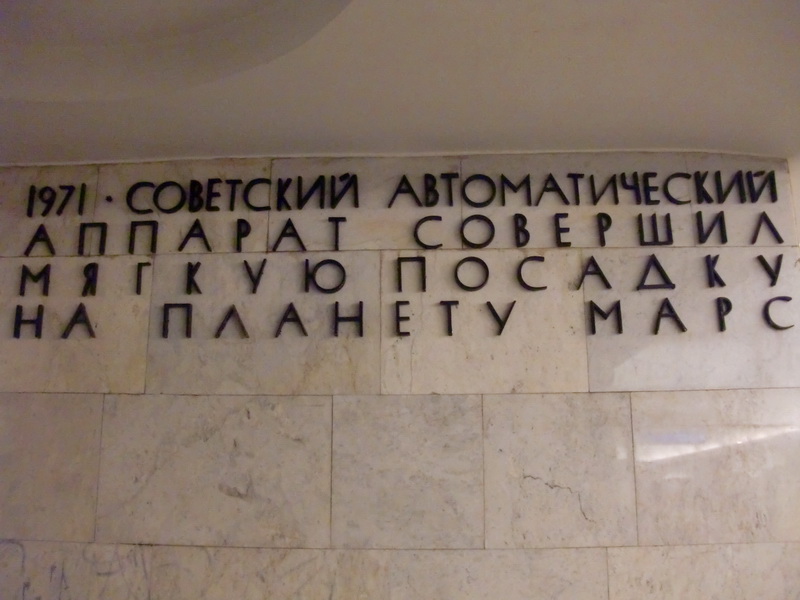 1971 · СОВЕТСКИЙ АВТОМАТИЧЕСКИЙ
АППАРАТ СОВЕРШИЛ
МЯГКУЮ ПОСАДКУ
НА ПЛАНЕТУ МАРС